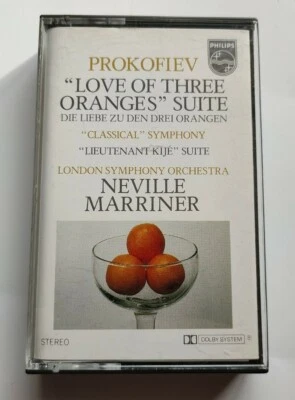 PHILIPS
PROKOFIEV
“LOVE OF THREE
ORANGES” SUITE
DIE LIEBE ZU DEN DREI ORANGEN
“CLASSICAL” SYMPHONY
“LIEUTENANT KIJÉ” SUITE
LONDON SYMPHONY ORCHESTRA
NEVILLE
MARRINER
STEREO
DOLBY SYSTEM ®